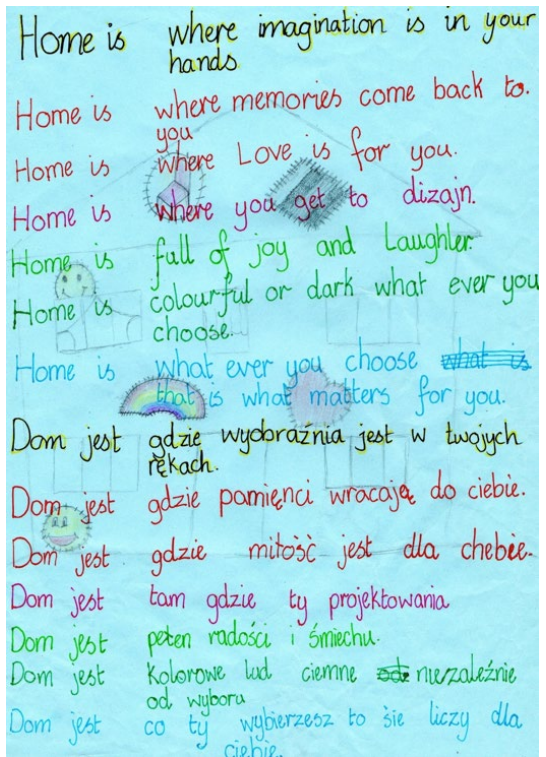 Home is where imagination is in your
hands.
Home is where memories come back to.
you
Home is where Love is for you.
Home is where you get to dizajn.
Home is full of joy and Laughler.
Home is colourful or dark what ever you
choose.
Home is what ever you choose what is
that is what matters for you.
Dom jest gdzie wyobraźnia jest w twojych
rękach.
Dom jest gdzie pamięnci wracają do ciebie.
Dom jest gdzie miłość jest dla chebie.
Dom jest tam gdzie ty projektowania
Dom jest pełen radości i śmiechu.
Dom jest kolorowe lud ciemne nie/zależnie
od wyboru
Dom jest co ty wybierzesz to śie liczy dla
ciebie.